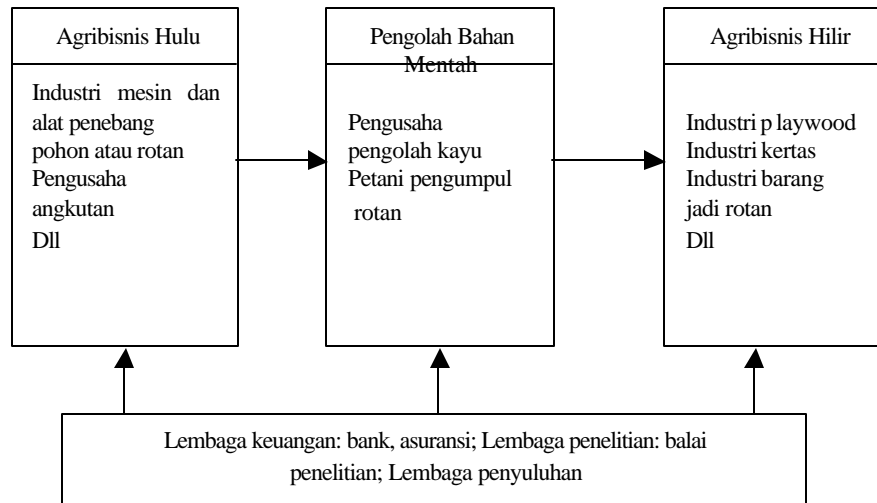 Agribisnis Hulu
Industri mesin dan
alat penebang
pohon atau rotan
Pengusaha
angkutan
Dll
Pengolah Bahan
Mentah
Pengusaha
pengolah kayu
Petani pengumpul
rotan
Agribisnis Hilir
Industri p laywood
Industri kertas
Industri barang
jadi rotan
Dll
Lembaga keuangan: bank, asuransi; Lembaga penelitian: balai
penelitian; Lembaga penyuluhan